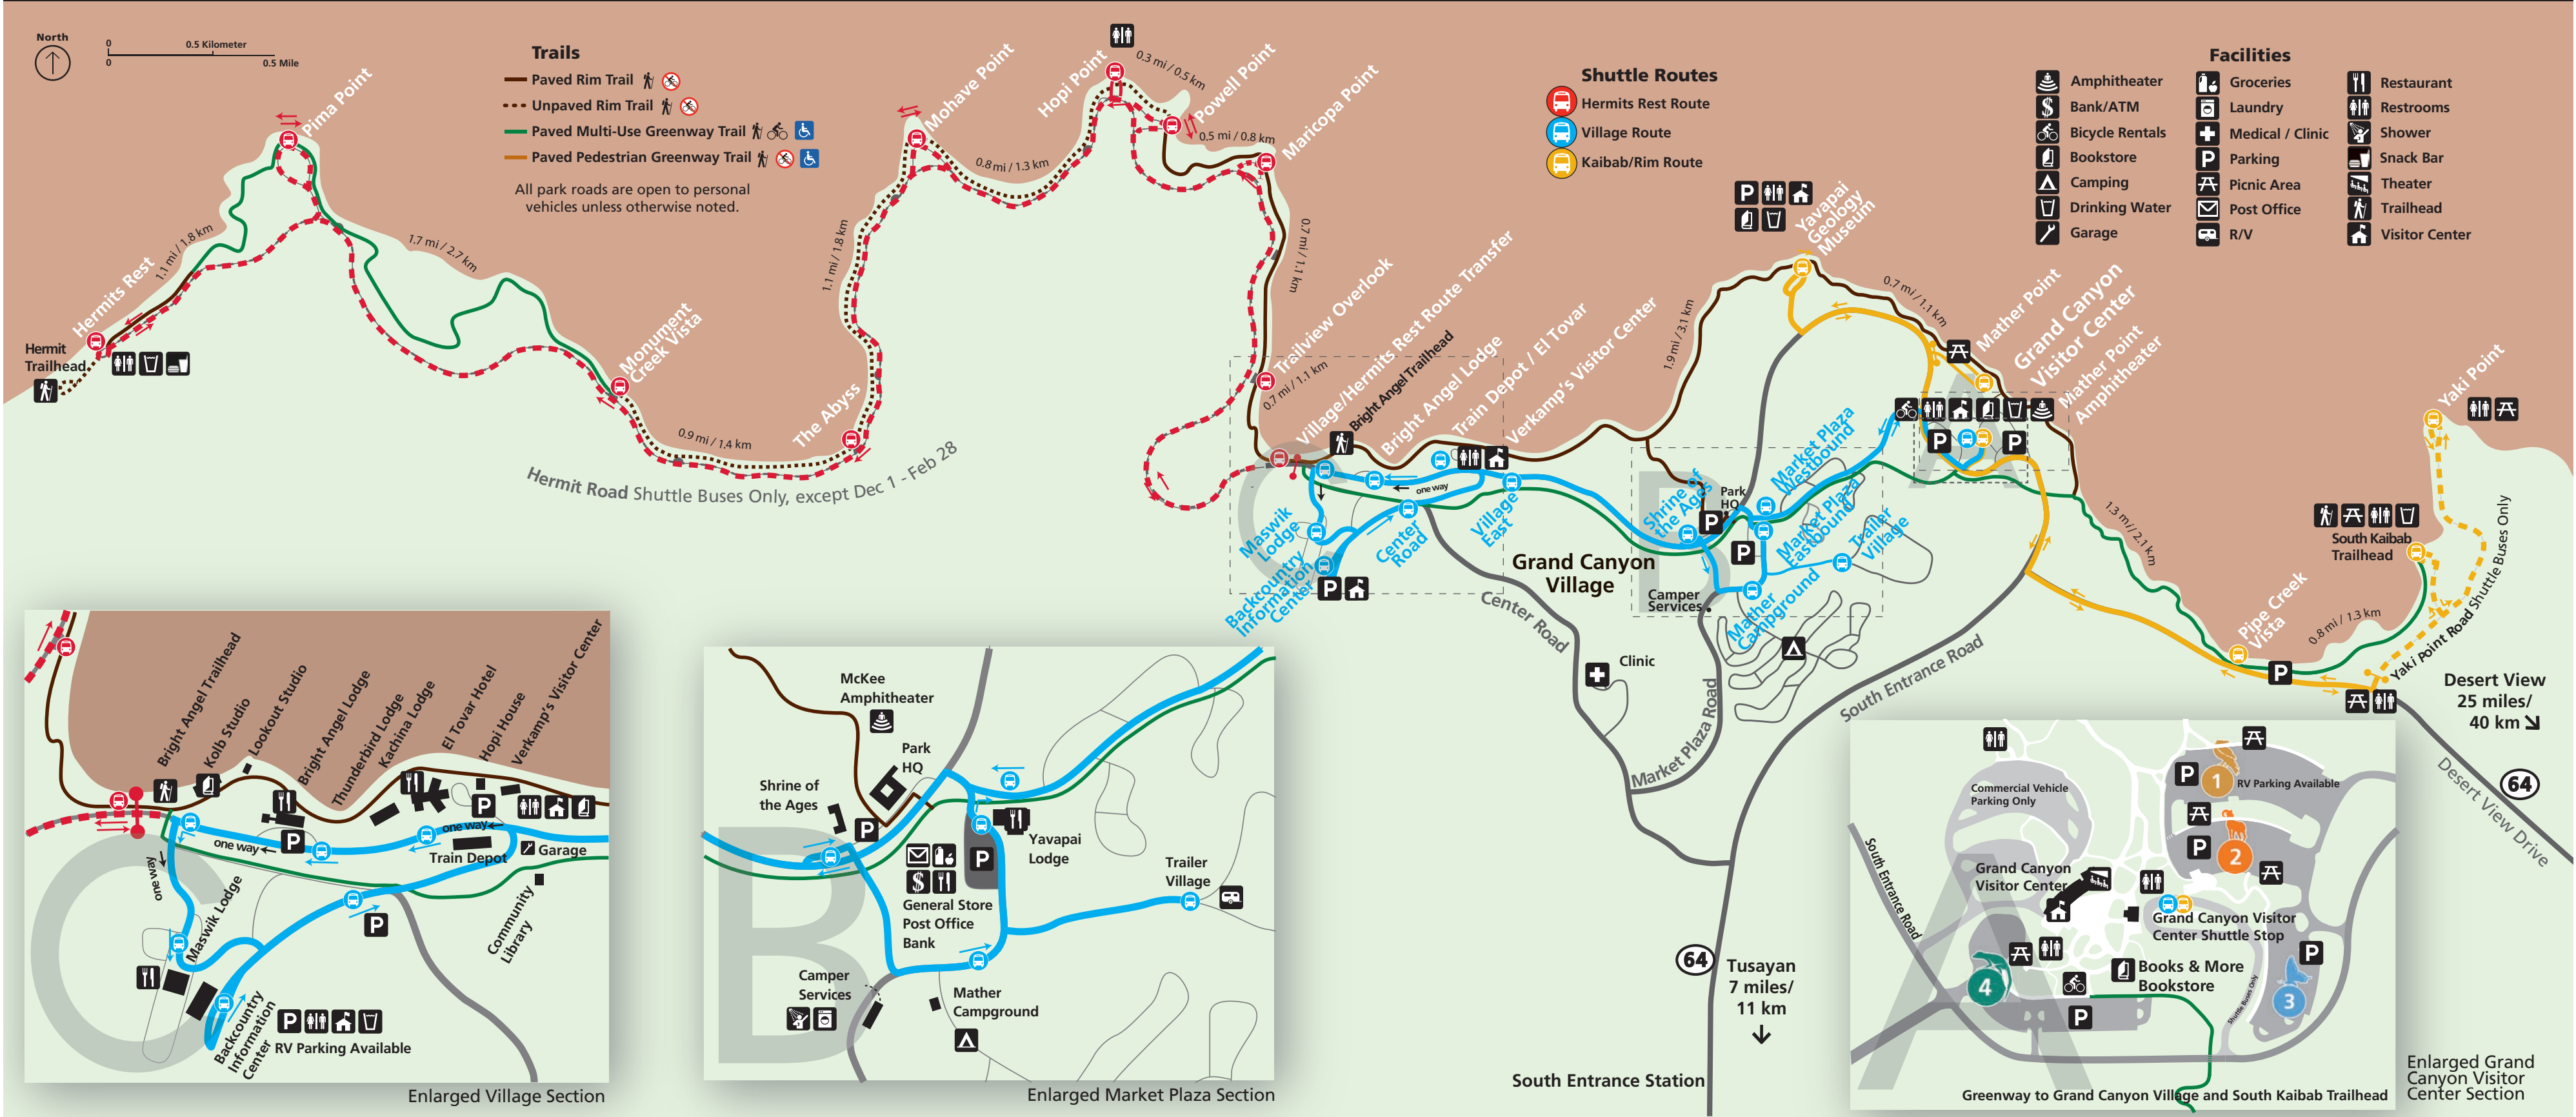 North
0
0.5 Kilometer
0
0.5 Mile
Trails
Paved Rim Trail
Unpaved Rim Trail
Paved Multi-Use Greenway Trail
Paved Pedestrian Greenway Trail
All park roads are open to personal
vehicles unless otherwise noted.
Shuttle Routes
Hermits Rest Route
Village Route
Kaibab/Rim Route
Facilities
Amphitheater
Bank/ATM
Bicycle Rentals
Bookstore
Camping
Drinking Water
Garage
Groceries
Laundry
Medical / Clinic
Parking
Picnic Area
Post Office
R/V
Restaurant
Restrooms
Shower
Snack Bar
Theater
Trailhead
Visitor Center
Hermit
Trailhead
Hermits Rest
1.1 mi / 1.8 km
Pima Point
1.7 mi / 2.7 km
Monument
Creek Vista
0.9 mi / 1.4 km
The Abyss
1.1 mi / 1.8 km
Mohave Point
0.8 mi / 1.3 km
Hopi Point
0.3 mi / 0.5 km
Powell Point
0.5 mi / 0.8 km
Maricopa Point
0.7 mi / 1.1 km
Trailview Overlook
0.7 mi / 1.1 km
Hermit Road Shuttle Buses Only, except Dec 1 - Feb 28
Village/Hermits Rest Route Transfer
Bright Angel Trailhead
Bright Angel Lodge
Train Depot / El Tovar
Verkamp's Visitor Center
1.9 mi / 3.1 km
Yavapai
Geology
Museum
0.7 mi / 1.1 km
Mather Point
Grand Canyon
Visitor Center
Mather Point
Amphitheater
1.3 mi / 2.1 km
Pipe Creek
Vista
0.8 mi / 1.3 km
South Kaibab
Trailhead
Yaki Point
Yaki Point Road Shuttle Buses Only
Desert View
25 miles/
40 km
64
Desert View Drive
one way
Maswik
Lodge
Backcountry
Information
Center
Center
Road
Village
East
Grand Canyon
Village
Shrine of
the Ages
Park
HQ
Market Plaza
Westbound
Market Plaza
Eastbound
Trailer
Village
Mather
Campground
Camper
Services
Center Road
Clinic
Market Plaza Road
South Entrance Road
64
Tusayan
7 miles/
11 km
South Entrance Station
A
B
C
P
P
P
P
P
P
P
Bright Angel Trailhead
Kolb Studio
Lookout Studio
Bright Angel Lodge
Thunderbird Lodge
Kachina Lodge
El Tovar Hotel
Hopi House
Verkamp's Visitor Center
one way
one way
one way
Train Depot
Garage
Maswik Lodge
Community
Library
Backcountry
Information
Center
RV Parking Available
P
P
P
P
C
Enlarged Village Section
McKee
Amphitheater
Park
HQ
Shrine of
the Ages
P
P
Yavapai
Lodge
$
General Store
Post Office
Bank
Trailer
Village
Camper
Services
Mather
Campground
B
Enlarged Market Plaza Section
P
1
RV Parking Available
Commercial Vehicle
Parking Only
P
2
Grand Canyon
Visitor Center
Grand Canyon Visitor
Center Shuttle Stop
South Entrance Road
P
3
4
Books & More
Bookstore
Shuttle Buses Only
P
A
Greenway to Grand Canyon Village and South Kaibab Trailhead
Enlarged Grand
Canyon Visitor
Center Section